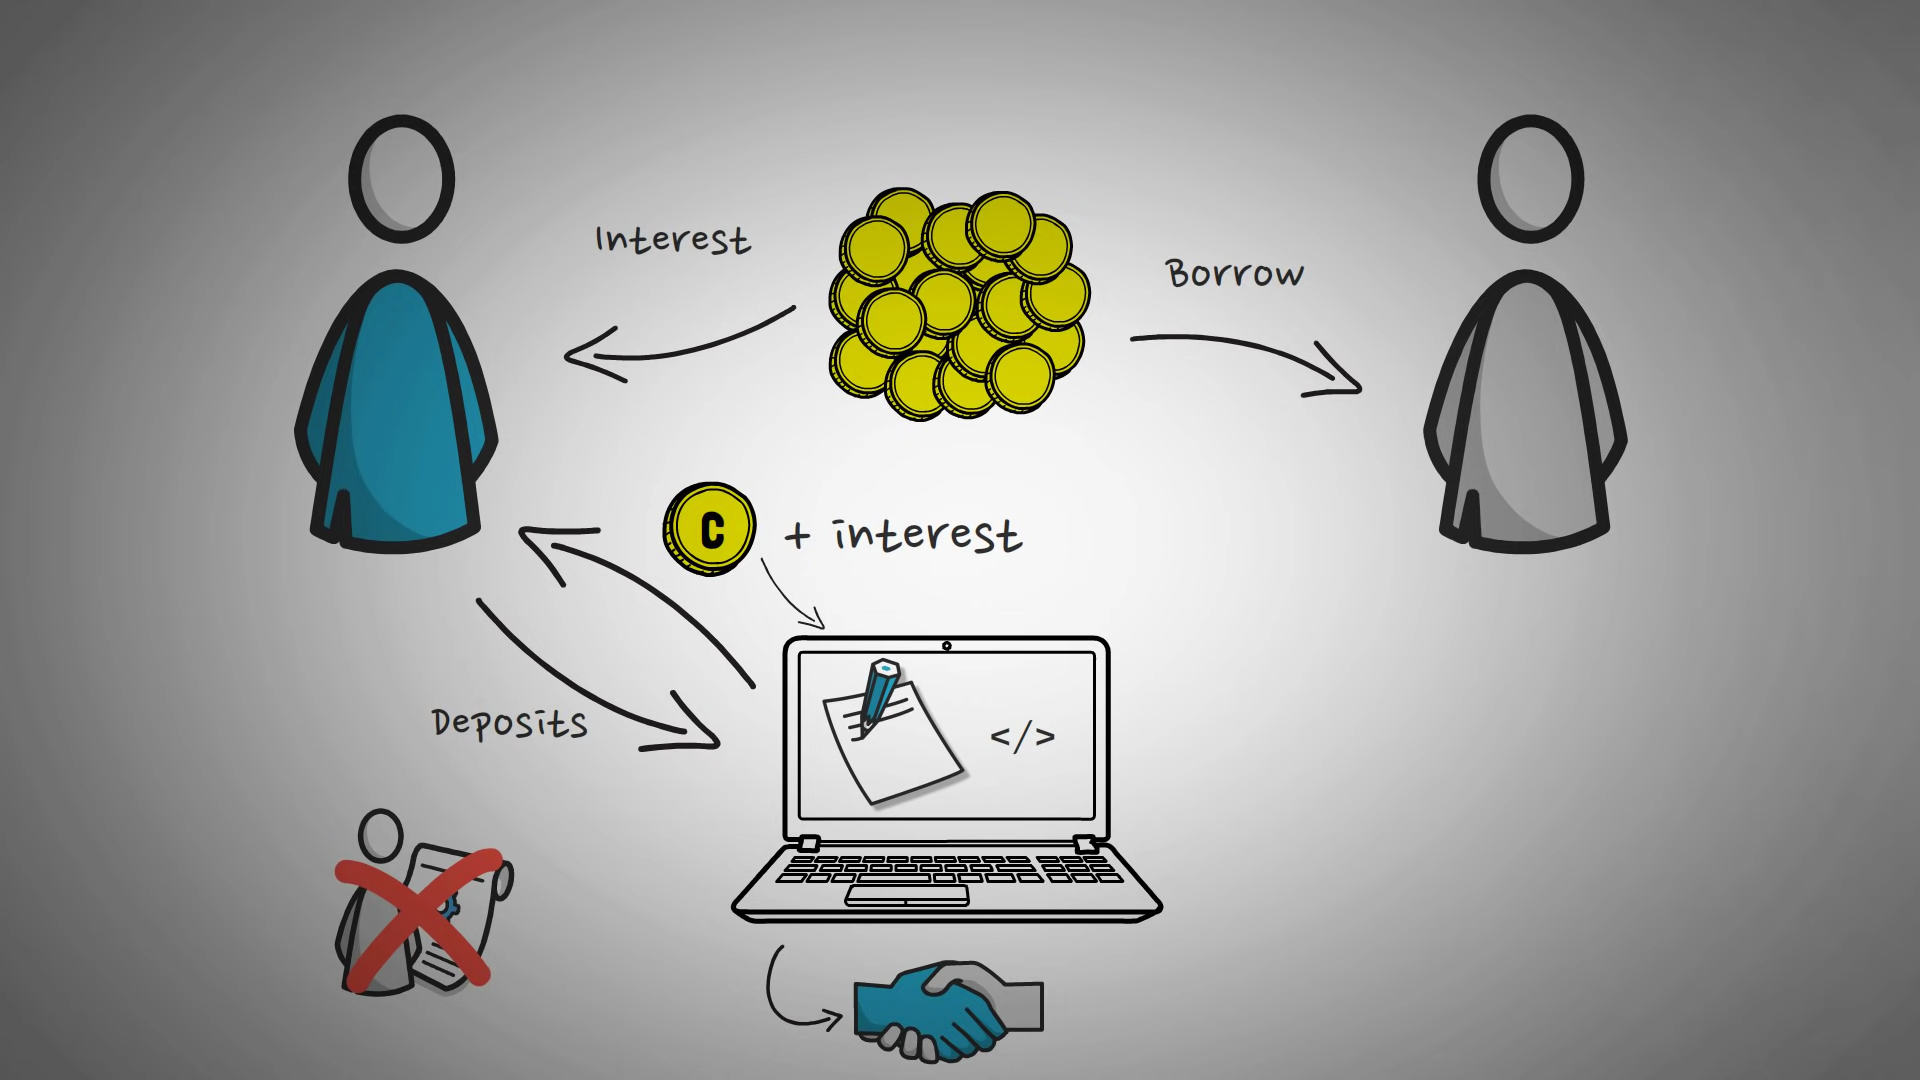 Interest
Borrow
C + interest
Deposits
</>